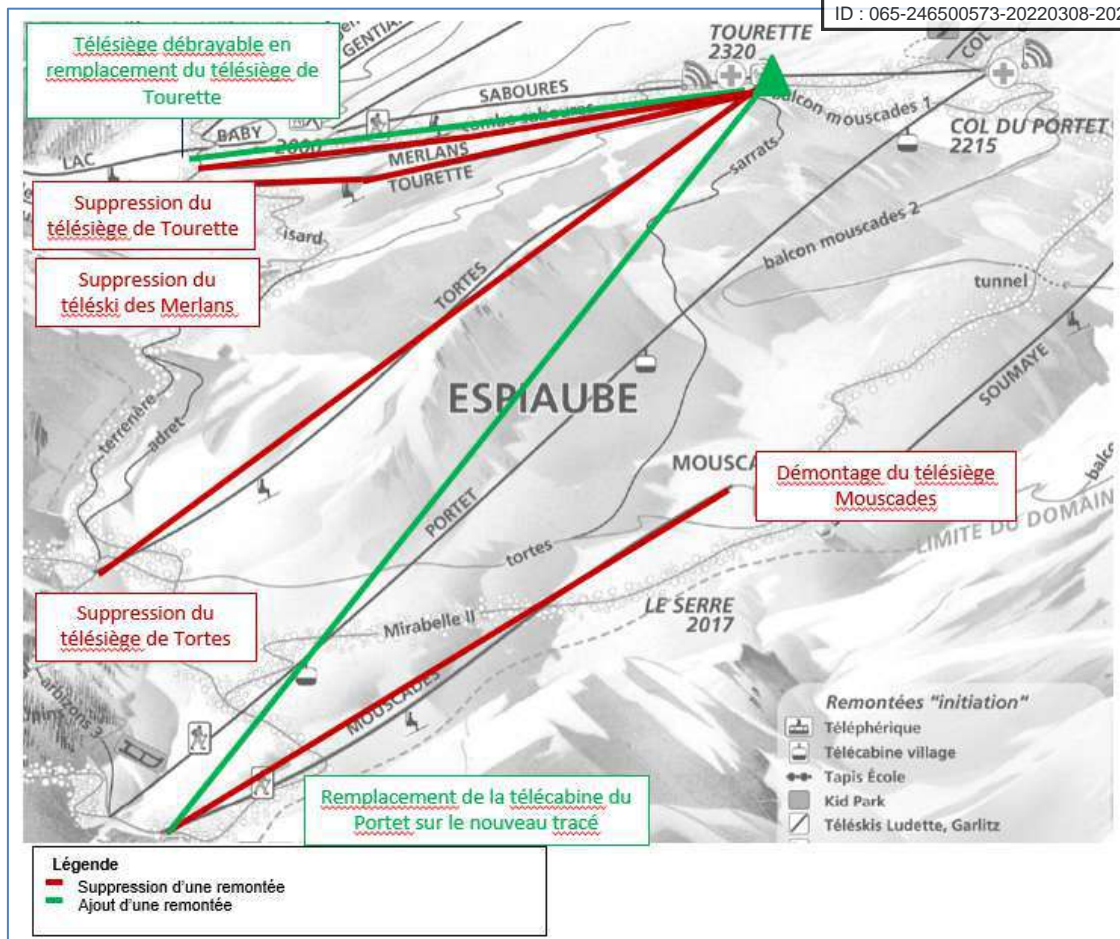 ID : 065-246500573-20220308-202
Télésiège débrayable en
remplacement du télésiège de
Tourette
TOURETTE
2320
COL
SABOURES
combe saboures
BABY
2000
LAC
MERLANS
TOURETTE
balcon mouscades 1
COL DU PORTET
2215
Suppression du
télésiège de Tourette
isard
sarrats
balcon mouscades 2
Suppression du
téléski des Merlans
TORTES
tunnel
SOUMAYE
ESPIAUBE
terrenère
adret
MOUSCA
Démontage du télésiège
Mouscades
balco
PORTET
LIMITE DU DOMAIN
tortes
Suppression du
télésiège de Tortes
Mirabelle II
LE SERRE
2017
arbizons 3
MOUSCADES
Remplacement de la télécabine du
Portet sur le nouveau tracé
Remontées "initiation"
Téléphérique
Télécabine village
Tapis École
Kid Park
Téléskis Ludette, Garlitz
Légende
Suppression d'une remontée
Ajout d'une remontée